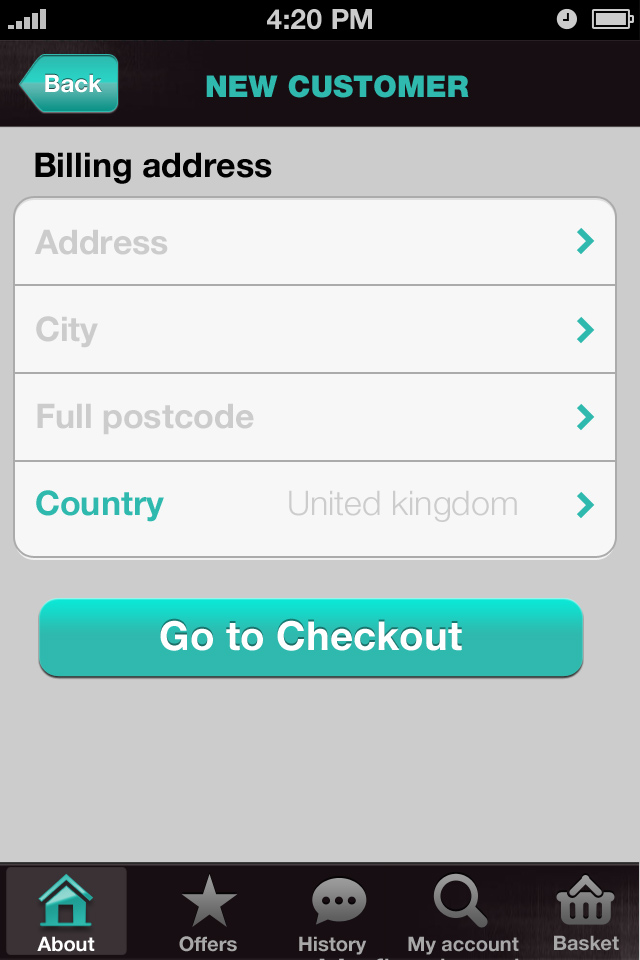 4:20 PM
Back
NEW CUSTOMER
Billing address
Address
City
Full postcode
Country United kingdom
Go to Checkout
About Offers History My account Basket